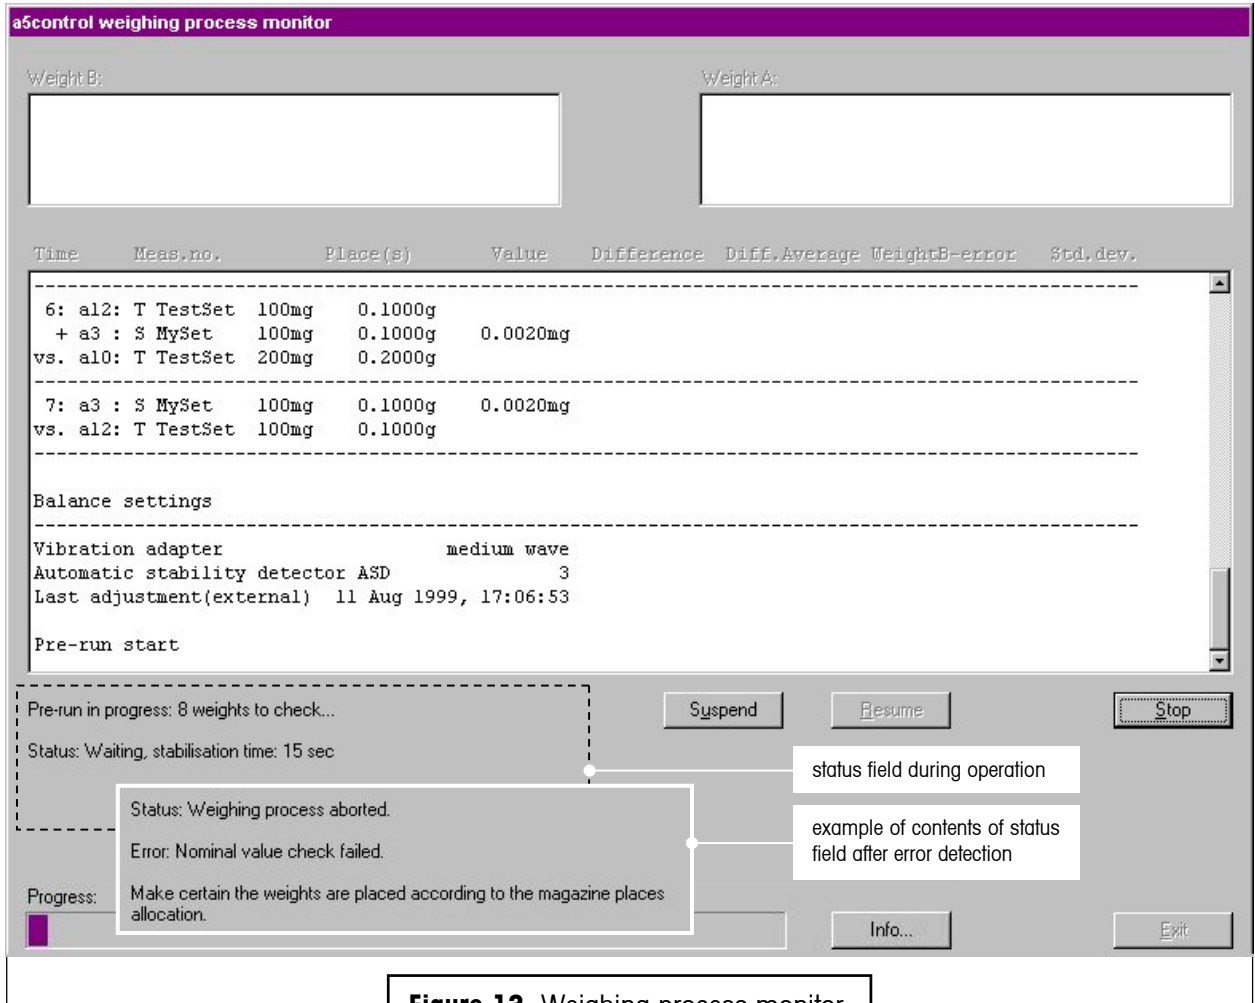 a5control weighing process monitor
Weight B: Weight A:
Time Meas.no. Place(s) Value Difference Diff.Average WeightB-error Std.dev.
--------------------------------------------------------------------------------
6: a12: T TestSet 100mg 0.1000g
+ a3 : S MySet 100mg 0.1000g 0.0020mg
vs. a10: T TestSet 200mg 0.2000g
--------------------------------------------------------------------------------
7: a3 : S MySet 100mg 0.1000g 0.0020mg
vs. a12: T TestSet 100mg 0.1000g
--------------------------------------------------------------------------------
Balance settings
--------------------------------------------------------------------------------
Vibration adapter medium wave
Automatic stability detector ASD 3
Last adjustment(external) 11 Aug 1999, 17:06:53
Pre-run start
Pre-run in progress: 8 weights to check...
Suspend Resume Stop
Status: Waiting, stabilisation time: 15 sec
status field during operation
Status: Weighing process aborted.
Error: Nominal value check failed.
Make certain the weights are placed according to the magazine places
allocation.
example of contents of status
field after error detection
Progress:
Info... Exit
Figure 13 Weighing process monitor